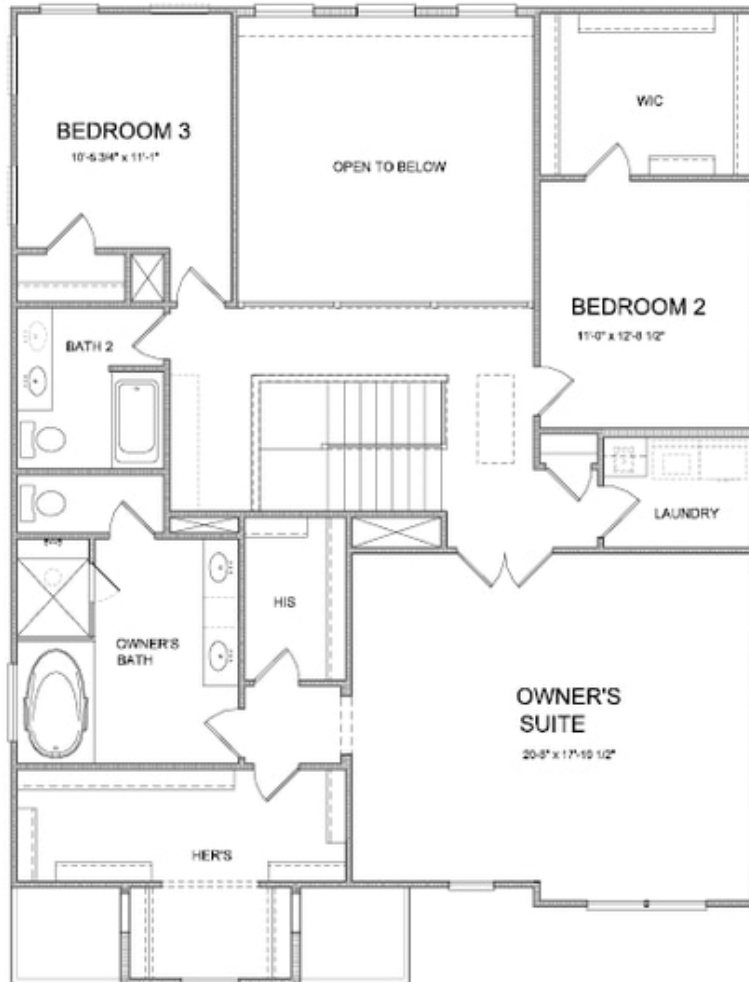 BEDROOM 3
10'-5 3/4" x 11'-1"
OPEN TO BELOW
WIC
BEDROOM 2
11'-0" x 12'-8 1/2"
BATH 2
LAUNDRY
HIS
OWNER'S
BATH
OWNER'S
SUITE
20-8" x 17'-10 1/2"
HER'S